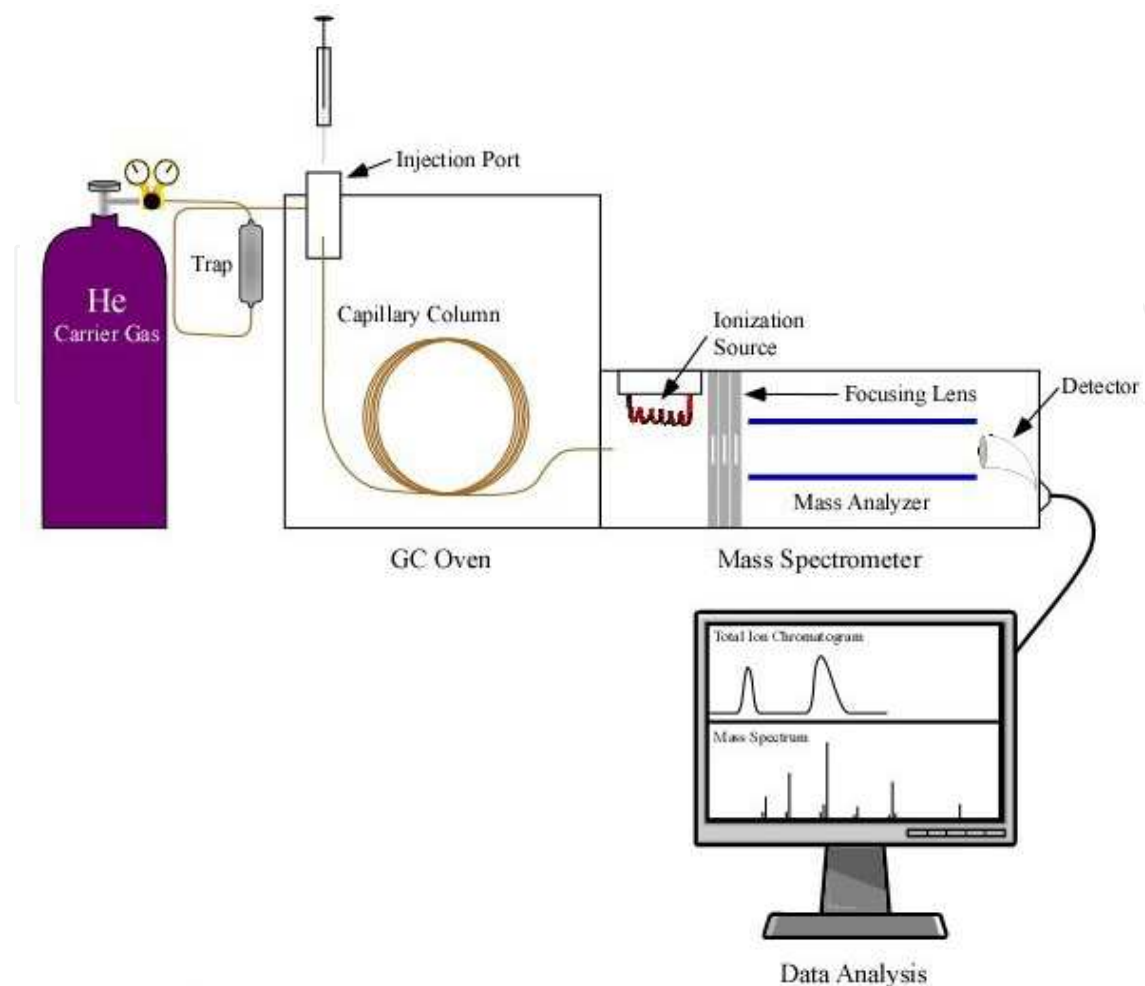 Injection Port
Trap
He
Carrier Gas
Capillary Column
Ionization
Source
Focusing Lens
Detector
Mass Analyzer
GC Oven
Mass Spectrometer
Total Ion Chromatogram
Mass Spectrum
Data Analysis